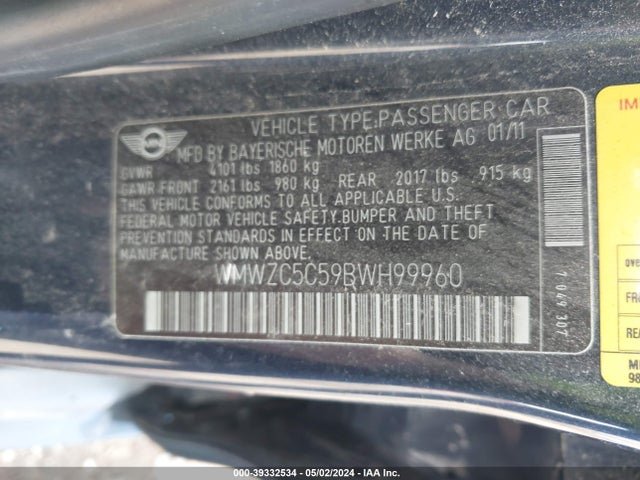 VEHICLE TYPE:PASSENGER CAR
MFD BY BAYERISCHE MOTOREN WERKE AG 01/11
GVWR 4101 lbs 1860 kg
GAWR-FRONT 2161 lbs 980 kg REAR 2017 lbs 915 kg
THIS VEHICLE CONFORMS TO ALL APPLICABLE U.S.
FEDERAL MOTOR VEHICLE SAFETY,BUMPER AND THEFT
PREVENTION STANDARDS IN EFFECT ON THE DATE OF
MANUFACTURE SHOWN ABOVE.
WMWZC5C59BWH99960
7 049 307
000-39332534 - 05/02/2024 - IAA Inc.